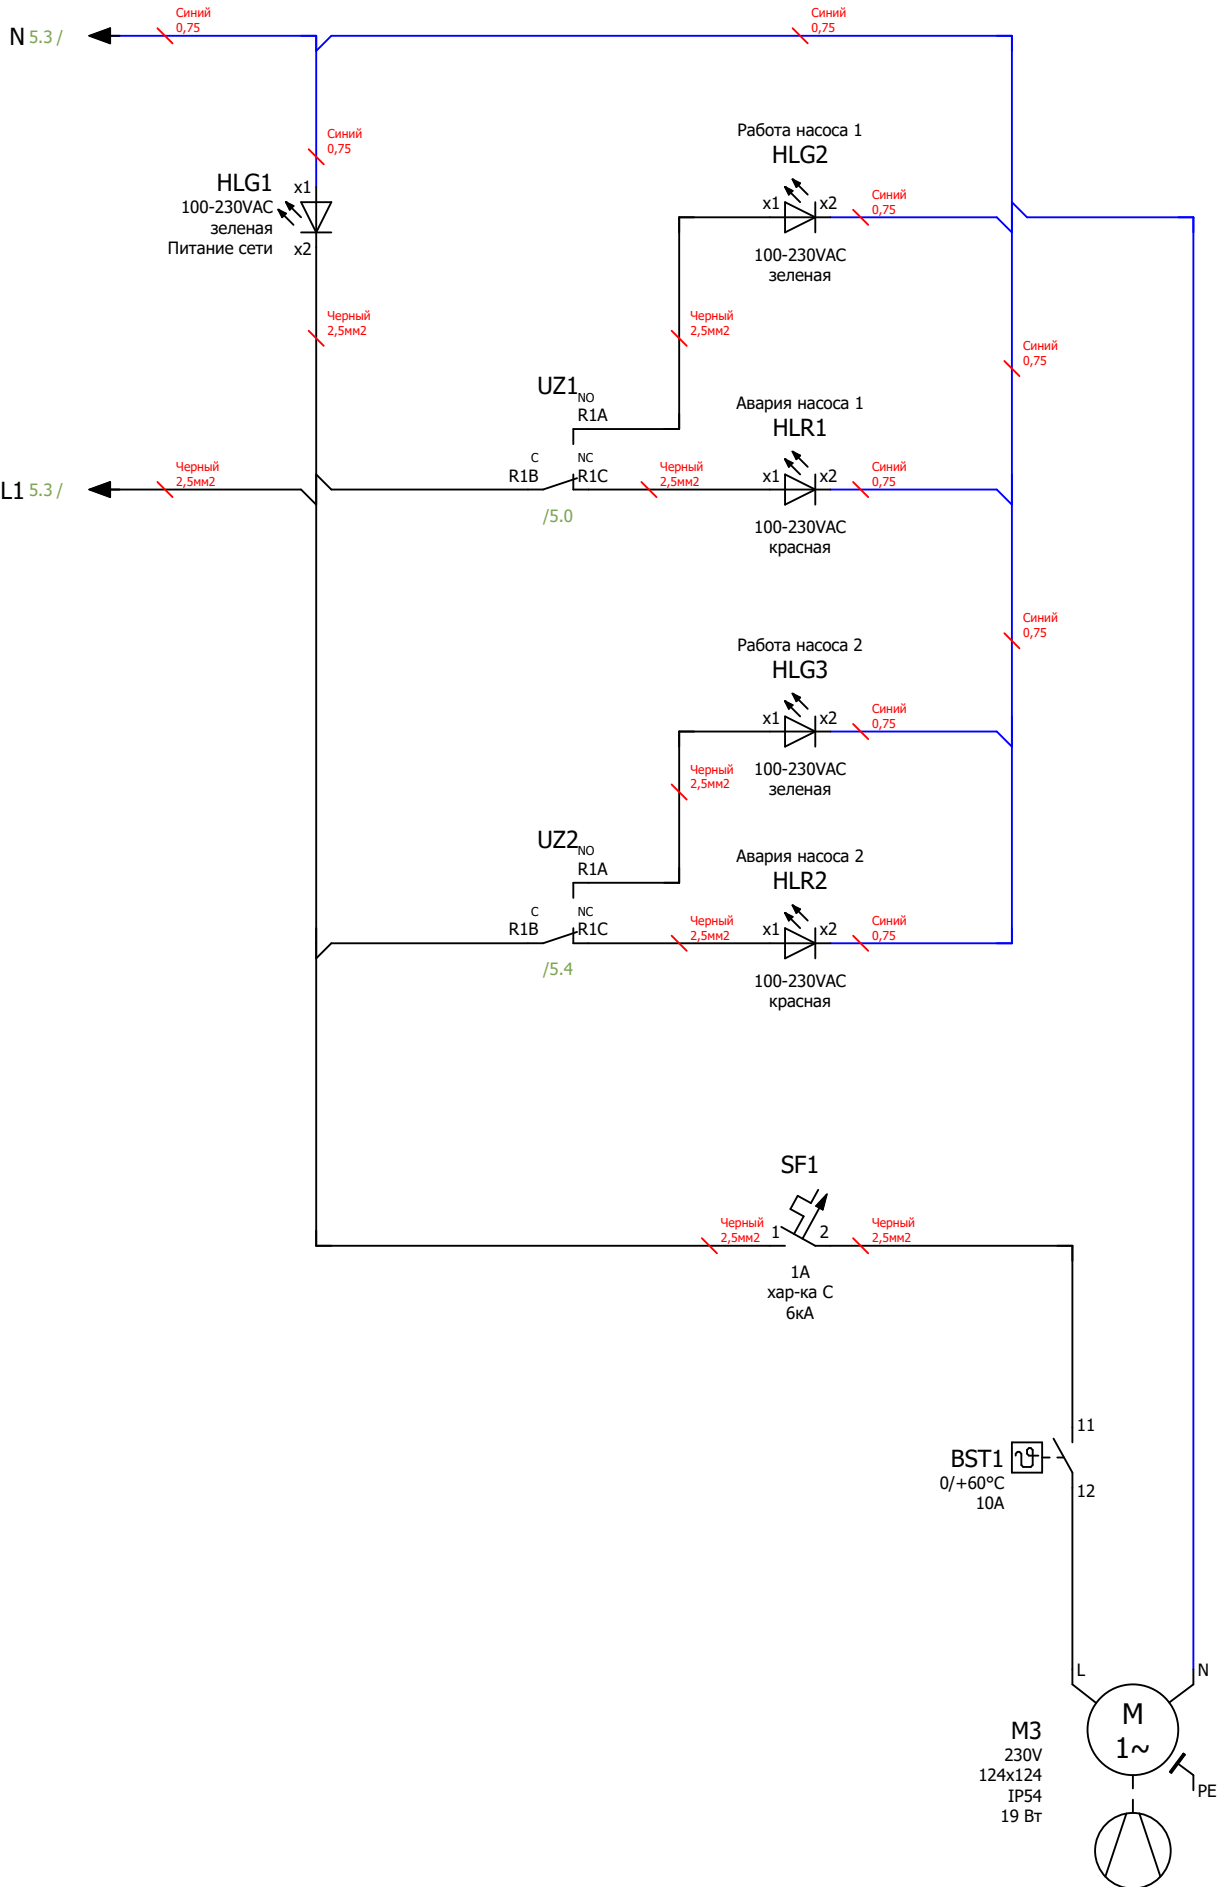 Синий
0,75
Синий
0,75
N 5.3 /
Синий
0,75
Работа насоса 1
HLG2
HLG1
x1
100-230VAC
зеленая
Питание сети
x2
x1
x2
Синий
0,75
100-230VAC
зеленая
Черный
2,5мм2
Черный
2,5мм2
Синий
0,75
UZ1
NO
R1A
Авария насоса 1
HLR1
L1 5.3 /
Черный
2,5мм2
C
R1B
NC
R1C
Черный
2,5мм2
x1
x2
Синий
0,75
/5.0
100-230VAC
красная
Синий
0,75
Работа насоса 2
HLG3
x1
x2
Синий
0,75
Черный
2,5мм2
100-230VAC
зеленая
UZ2
NO
R1A
Авария насоса 2
HLR2
C
R1B
NC
R1C
Черный
2,5мм2
x1
x2
Синий
0,75
/5.4
100-230VAC
красная
SF1
Черный
2,5мм2
1
2
Черный
2,5мм2
1А
хар-ка С
6кА
11
BST1
0/+60°C
10A
12
L
N
M3
230V
124x124
IP54
19 Вт
M
1~
PE